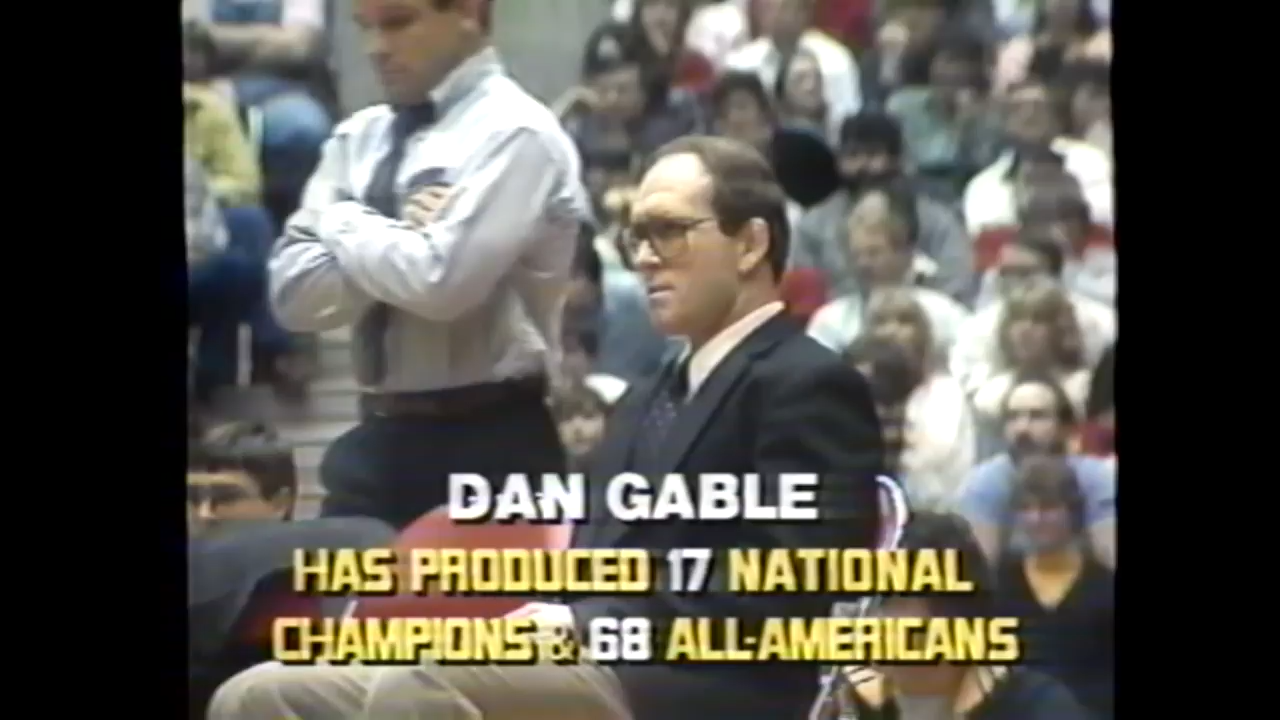 DAN GABLE
HAS PRODUCED 17 NATIONAL
CHAMPIONS & 68 ALL-AMERICANS